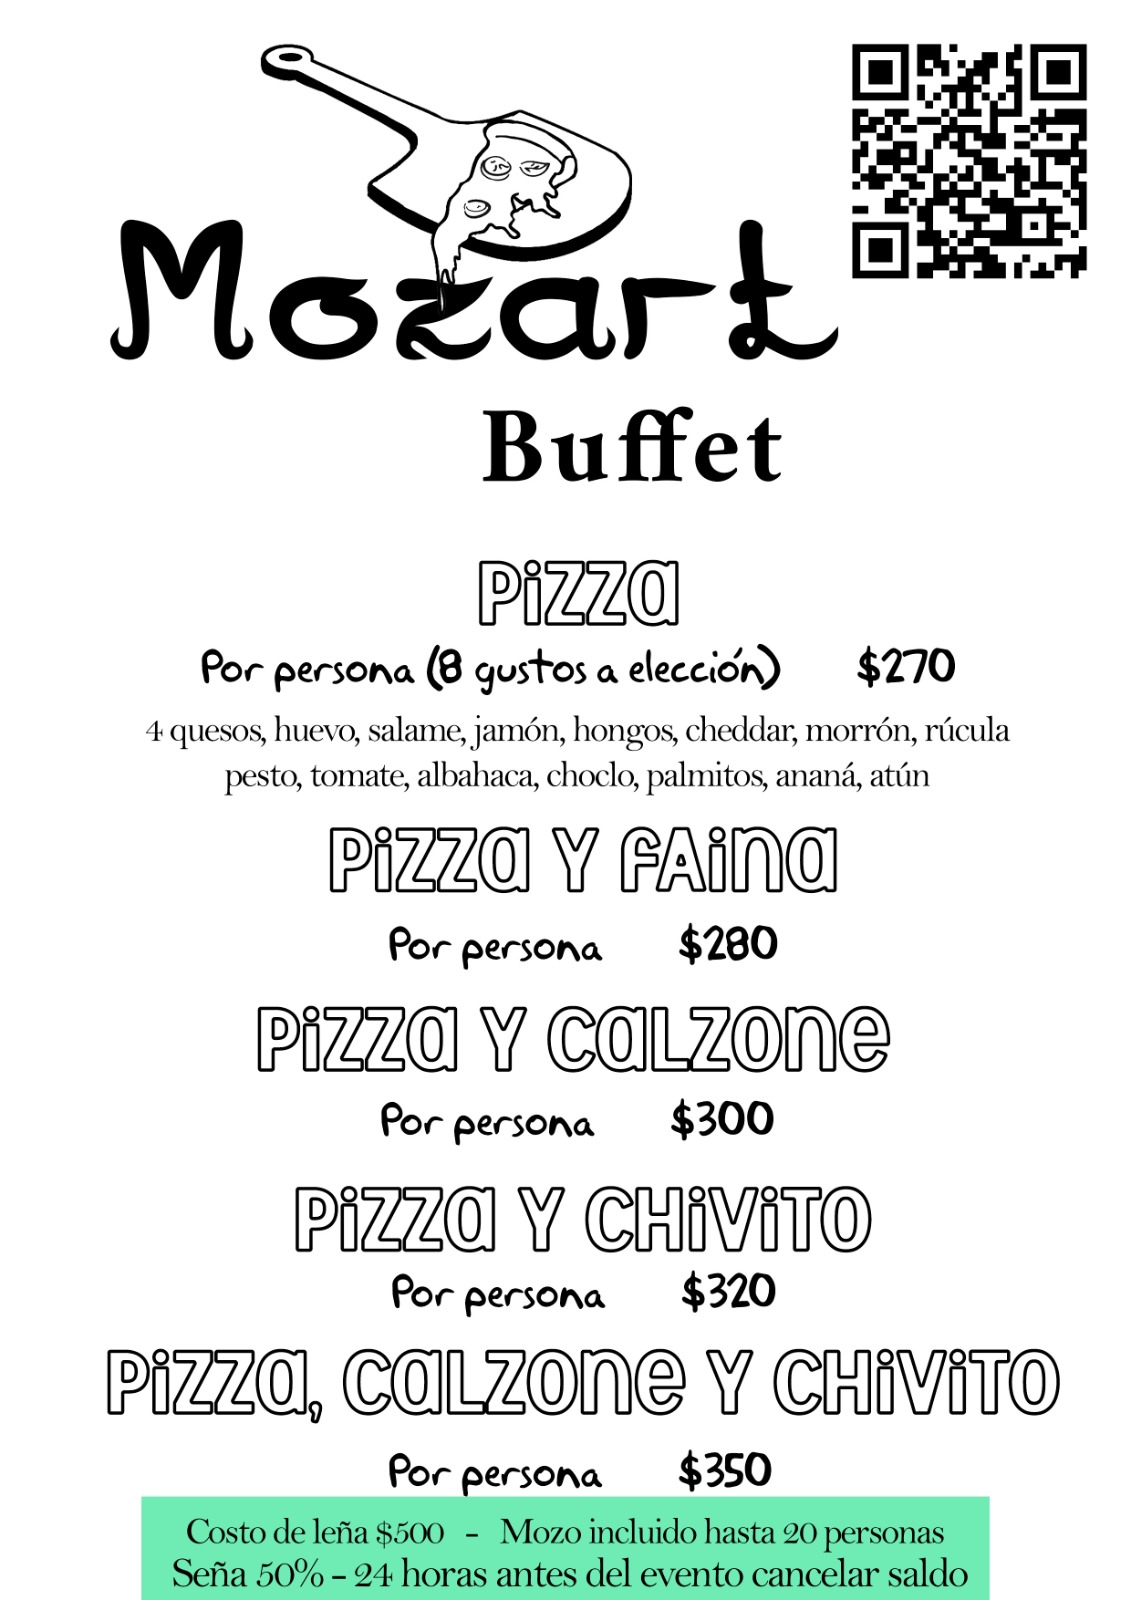 Mozart
Buffet
Pizza
Por persona (8 gustos a elección) $270
4 quesos, huevo, salame, jamón, hongos, cheddar, morrón, rúcula
pesto, tomate, albahaca, choclo, palmitos, ananá, atún
Pizza y faina
Por persona $280
Pizza y calzone
Por persona $300
Pizza y chivito
Por persona $320
Pizza, calzone y chivito
Por persona $350
Costo de leña $500 - Mozo incluido hasta 20 personas
Seña 50% - 24 horas antes del evento cancelar saldo